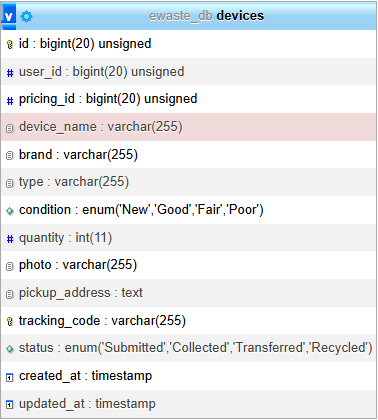 v ewaste_db devices
id : bigint(20) unsigned
# user_id : bigint(20) unsigned
# pricing_id : bigint(20) unsigned
device_name : varchar(255)
brand : varchar(255)
type : varchar(255)
condition : enum('New','Good','Fair','Poor')
# quantity : int(11)
photo : varchar(255)
pickup_address : text
tracking_code : varchar(255)
status : enum('Submitted','Collected','Transferred','Recycled')
created_at : timestamp
updated_at : timestamp